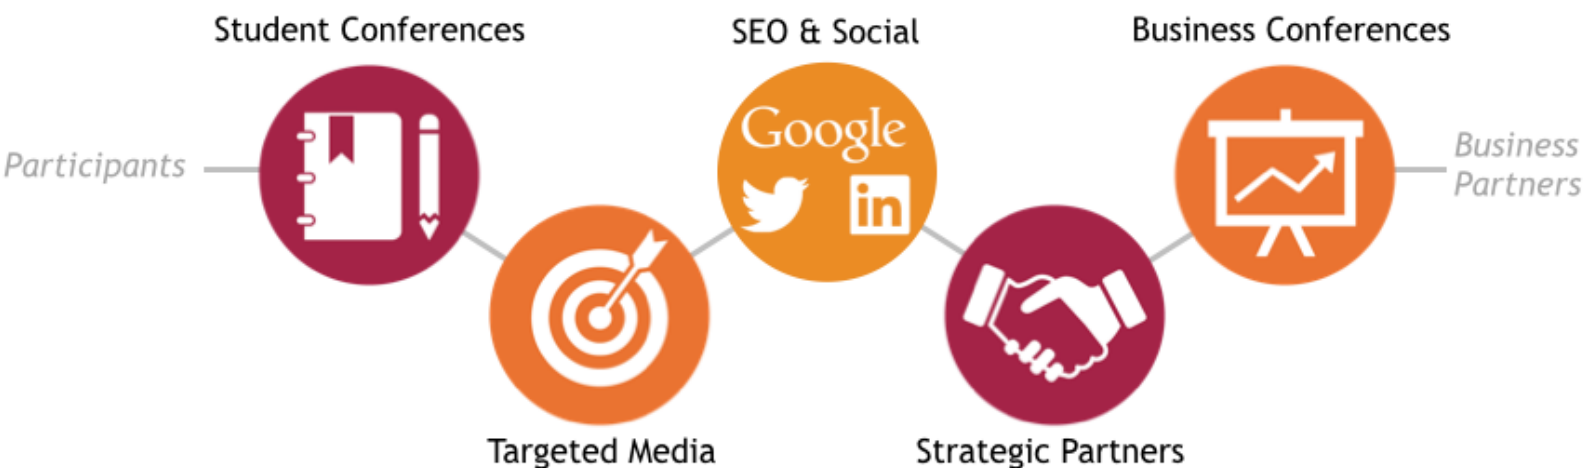 Student Conferences
SEO & Social
Business Conferences
Google
in
Participants
Business
Partners
Targeted Media
Strategic Partners